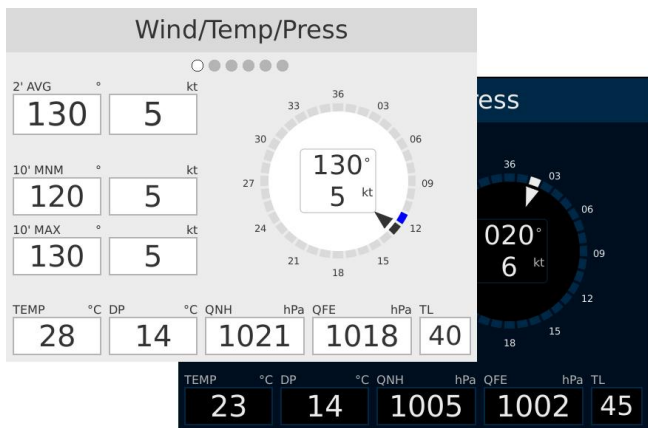 Wind/Temp/Press
2' AVG ° kt
130 5
10' MNM ° kt
120 5
10' MAX ° kt
130 5
36
33 03
30 06
27 09
24 12
21 15
18
130°
5 kt
TEMP °C DP °C QNH hPa QFE hPa TL
28 14 1021 1018 40
ess
36
03
06
09
12
15
18
020°
6 kt
TEMP °C DP °C QNH hPa QFE hPa TL
23 14 1005 1002 45